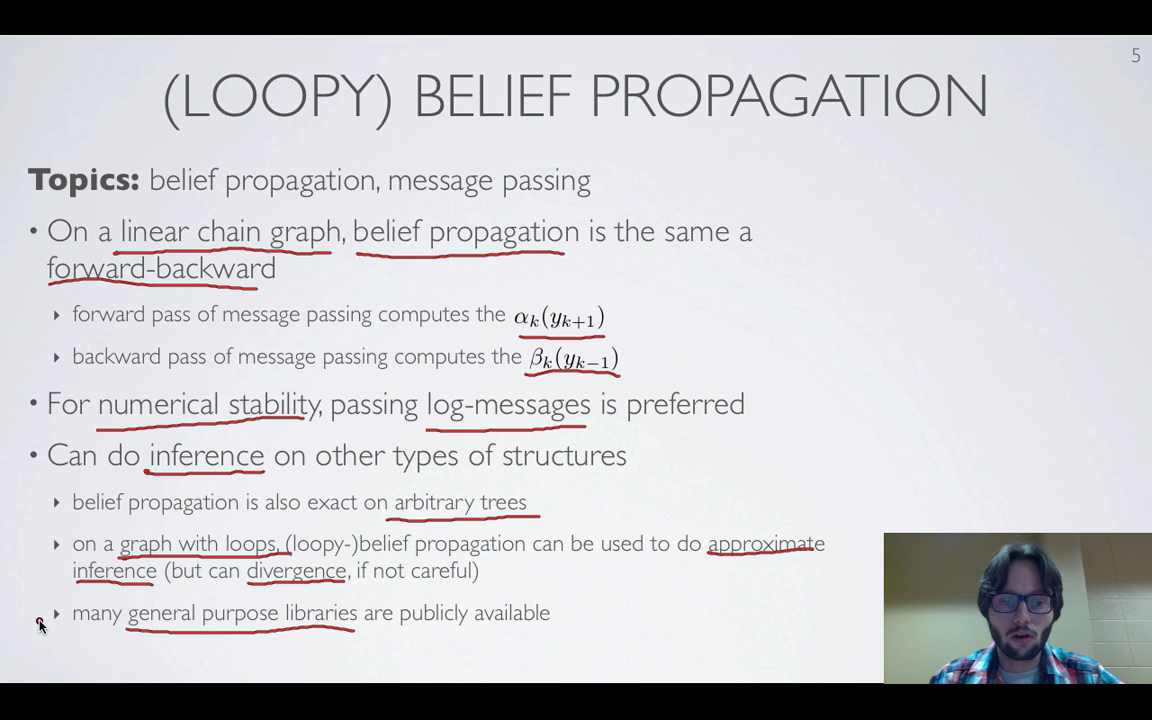 5
(LOOPY) BELIEF PROPAGATION
Topics: belief propagation, message passing
• On a linear chain graph, belief propagation is the same a
forward-backward
‣ forward pass of message passing computes the αₖ(yₖ₊₁)
‣ backward pass of message passing computes the βₖ(yₖ₋₁)
• For numerical stability, passing log-messages is preferred
• Can do inference on other types of structures
‣ belief propagation is also exact on arbitrary trees
‣ on a graph with loops, (loopy-)belief propagation can be used to do approximate
inference (but can divergence, if not careful)
‣ many general purpose libraries are publicly available